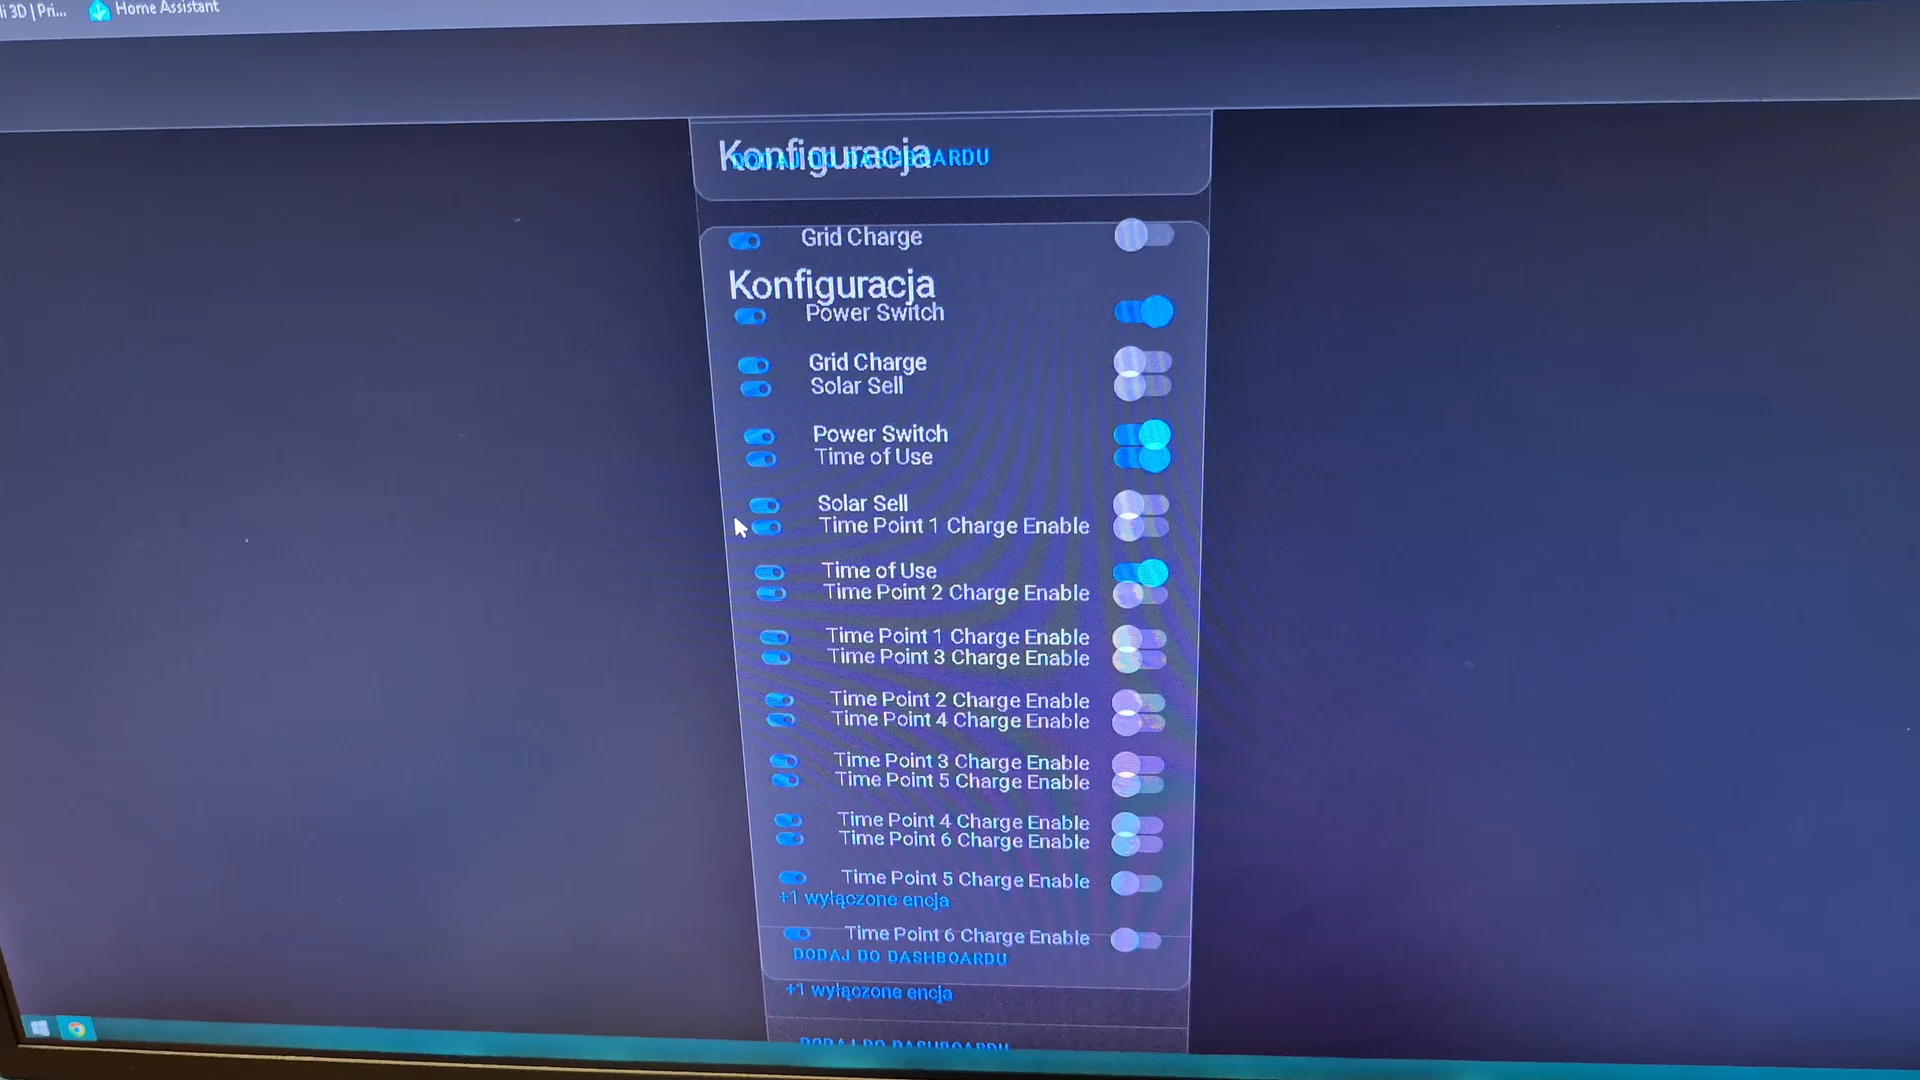 li 3D | Pri...
Home Assistant
Konfiguracja
DODAJ DO DASHBOARDU
Grid Charge
Konfiguracja
Power Switch
Grid Charge
Solar Sell
Power Switch
Time of Use
Solar Sell
Time Point 1 Charge Enable
Time of Use
Time Point 2 Charge Enable
Time Point 1 Charge Enable
Time Point 3 Charge Enable
Time Point 2 Charge Enable
Time Point 4 Charge Enable
Time Point 3 Charge Enable
Time Point 5 Charge Enable
Time Point 4 Charge Enable
Time Point 6 Charge Enable
Time Point 5 Charge Enable
+1 wyłączone encja
Time Point 6 Charge Enable
DODAJ DO DASHBOARDU
+1 wyłączone encja
DODAJ DO DASHBOARDU